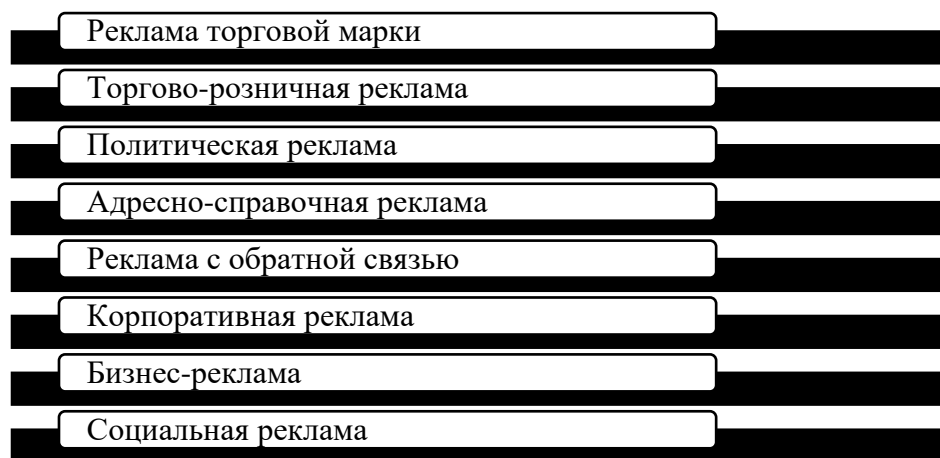 Реклама торговой марки
Торгово-розничная реклама
Политическая реклама
Адресно-справочная реклама
Реклама с обратной связью
Корпоративная реклама
Бизнес-реклама
Социальная реклама